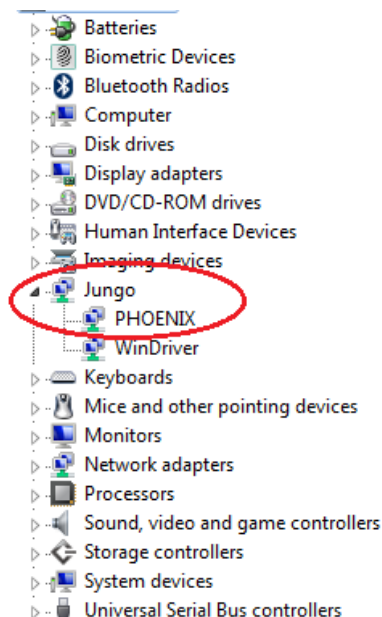 Batteries
Biometric Devices
Bluetooth Radios
Computer
Disk drives
Display adapters
DVD/CD-ROM drives
Human Interface Devices
Imaging devices
Jungo
PHOENIX
WinDriver
Keyboards
Mice and other pointing devices
Monitors
Network adapters
Processors
Sound, video and game controllers
Storage controllers
System devices
Universal Serial Bus controllers